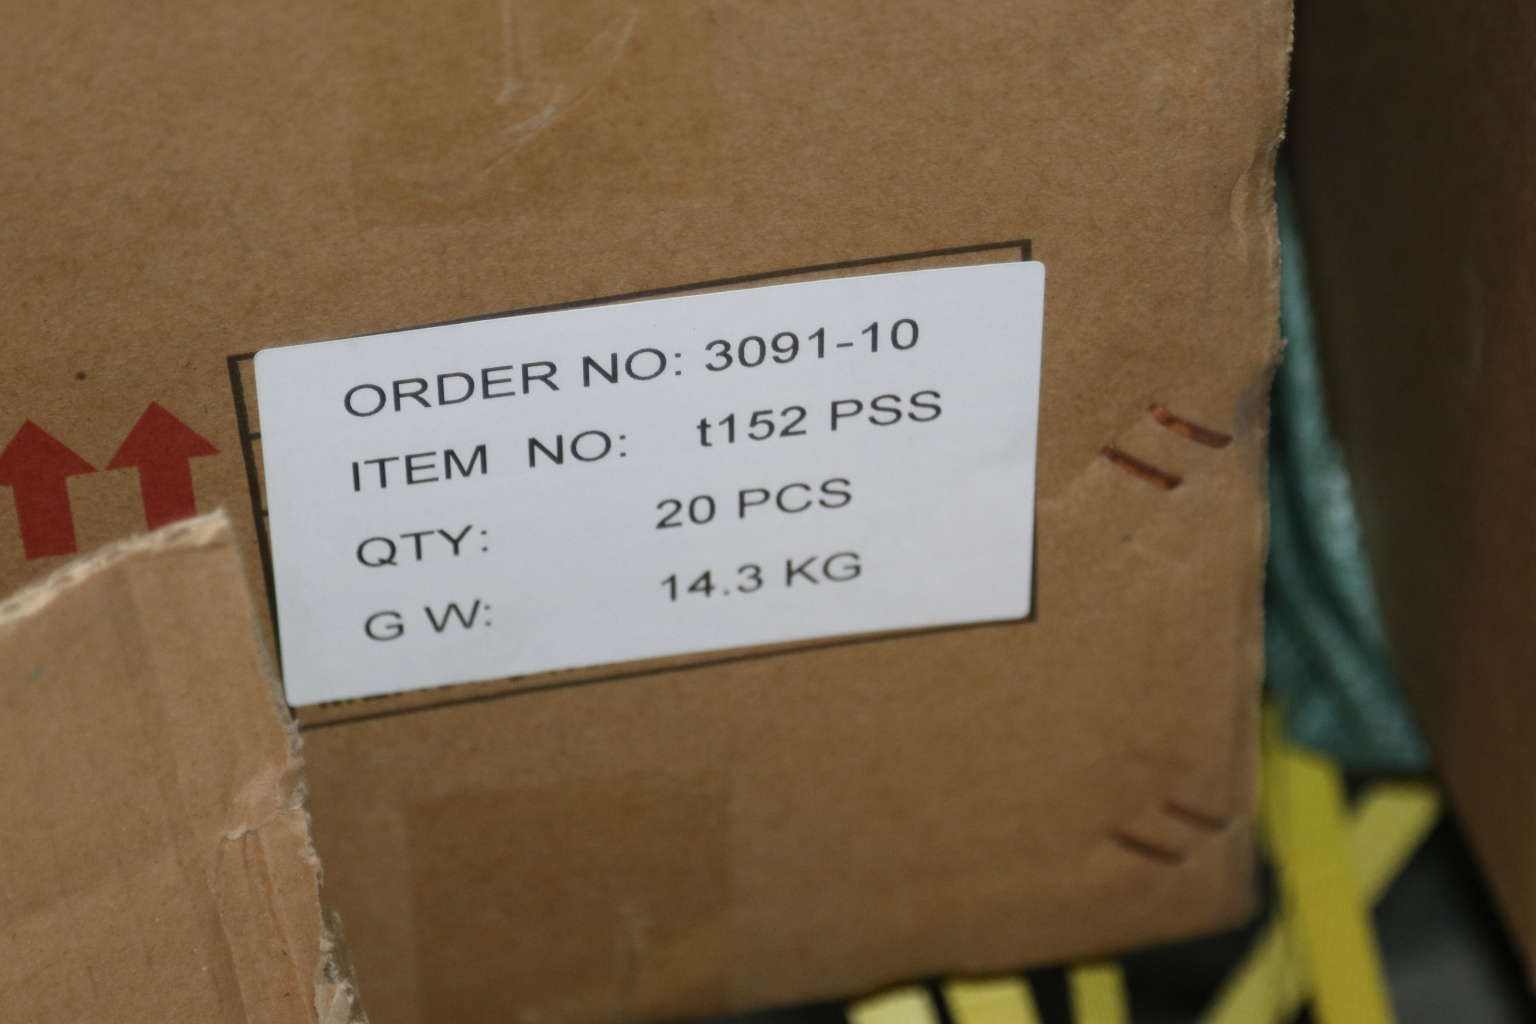 ORDER NO: 3091-10
ITEM NO: t152 PSS
QTY: 20 PCS
G W: 14.3 KG